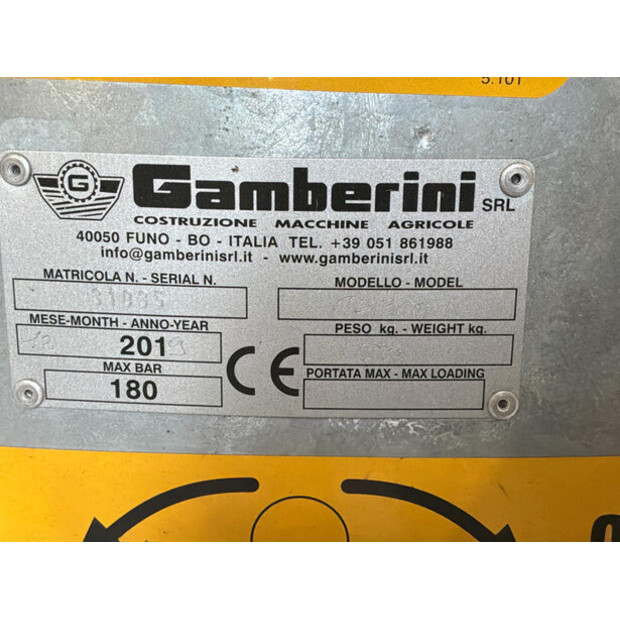 5.101
G
Gamberini SRL
COSTRUZIONE MACCHINE AGRICOLE
40050 FUNO - BO - ITALIA TEL. +39 051 861988
info@gamberinisrl.it - www.gamberinisrl.it
MATRICOLA N. - SERIAL N.
MODELLO - MODEL
MESE-MONTH - ANNO-YEAR
PESO kg. - WEIGHT kg.
201
MAX BAR
180
CE
PORTATA MAX - MAX LOADING